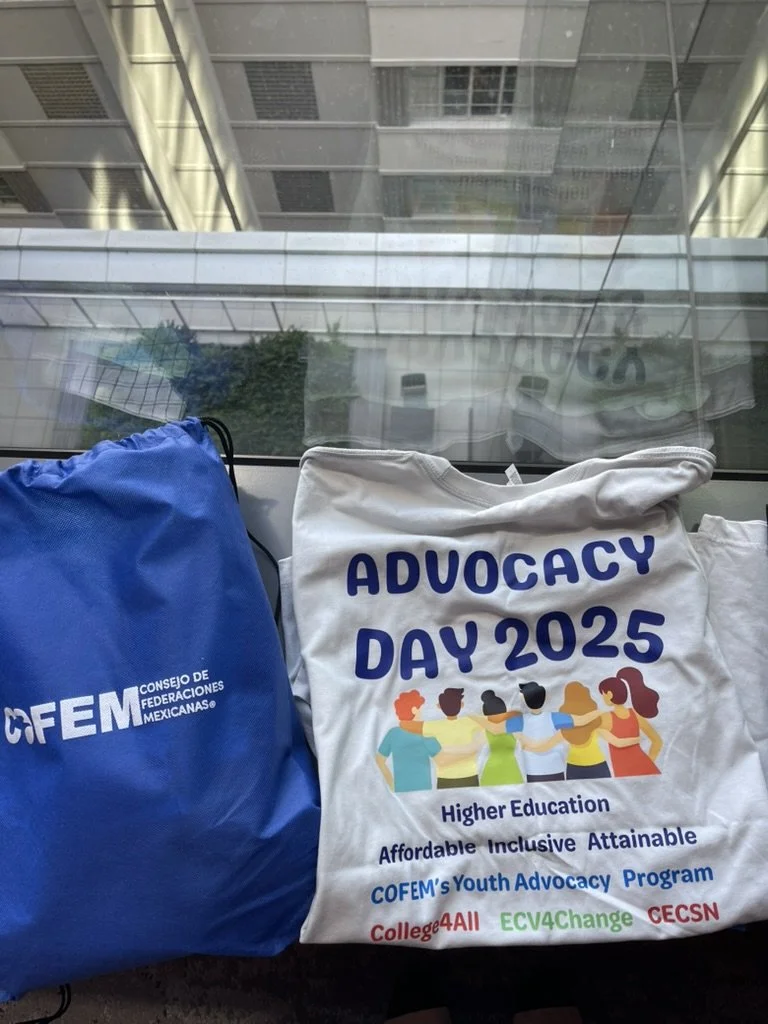 COFEM
CONSEJO DE
FEDERACIONES
MEXICANAS®
ADVOCACY
DAY 2025
Higher Education
Affordable Inclusive Attainable
COFEM's Youth Advocacy Program
College4All ECV4Change CECSN